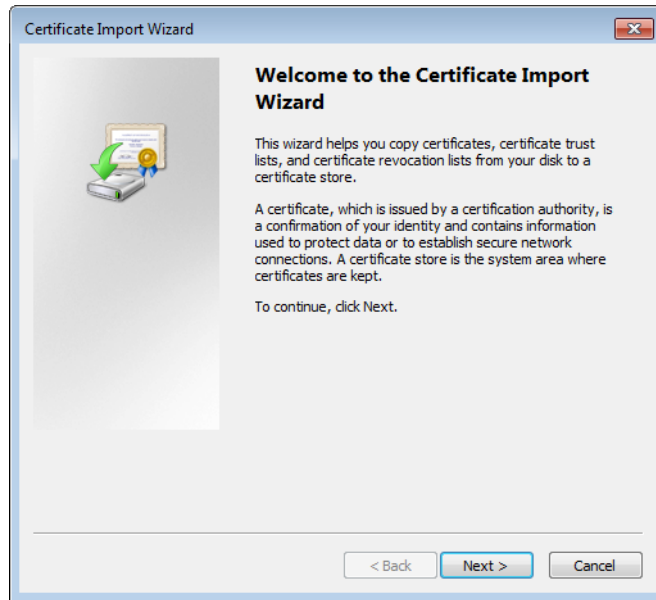 Certificate Import Wizard
Welcome to the Certificate Import
Wizard
This wizard helps you copy certificates, certificate trust
lists, and certificate revocation lists from your disk to a
certificate store.
A certificate, which is issued by a certification authority, is
a confirmation of your identity and contains information
used to protect data or to establish secure network
connections. A certificate store is the system area where
certificates are kept.
To continue, click Next.
< Back
Next >
Cancel